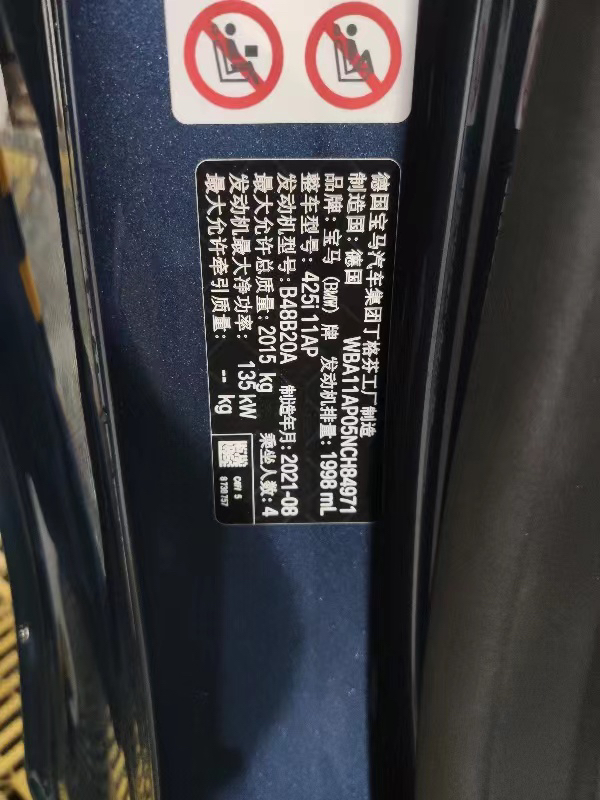 德国宝马汽车集团丁格芬工厂制造
制造国: 德国 WBA11AP05NCH84971
品牌: 宝马 (BMW) 牌 发动机排量: 1998 mL
整车型号: 425i 11AP
发动机型号: B48B20A 制造年月: 2021-08
最大允许总质量: 2015 kg 乘坐人数: 4
发动机最大净功率: 135 kW
最大允许牵引质量: -- kg